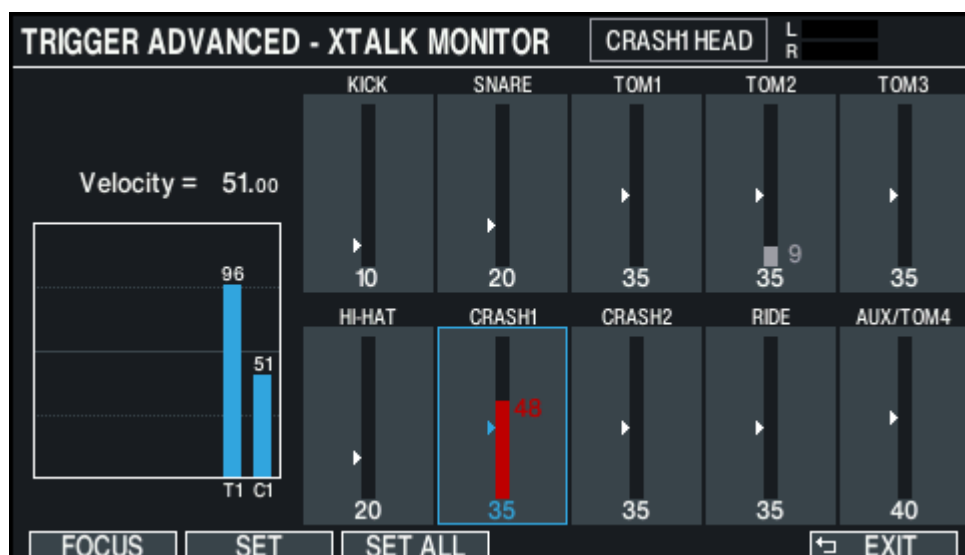 TRIGGER ADVANCED - XTALK MONITOR CRASH1 HEAD L
R
KICK SNARE TOM1 TOM2 TOM3
Velocity = 51.00
9
10 20 35 35 35
96
HI-HAT CRASH1 CRASH2 RIDE AUX/TOM4
51
48
T1 C1
20 35 35 35 40
FOCUS SET SET ALL EXIT